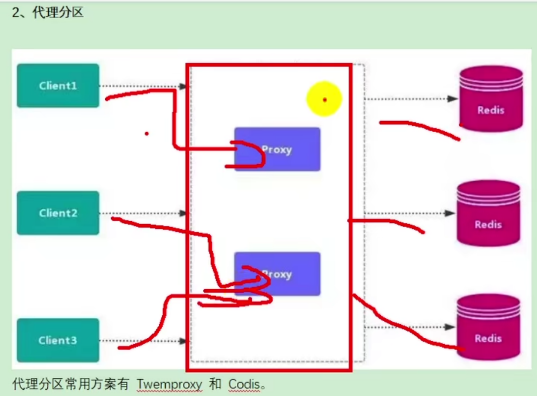 2、代理分区
Client1
Proxy
Redis
Client2
Redis
Proxy
Client3
Redis
代理分区常用方案有 Twemproxy 和 Codis。